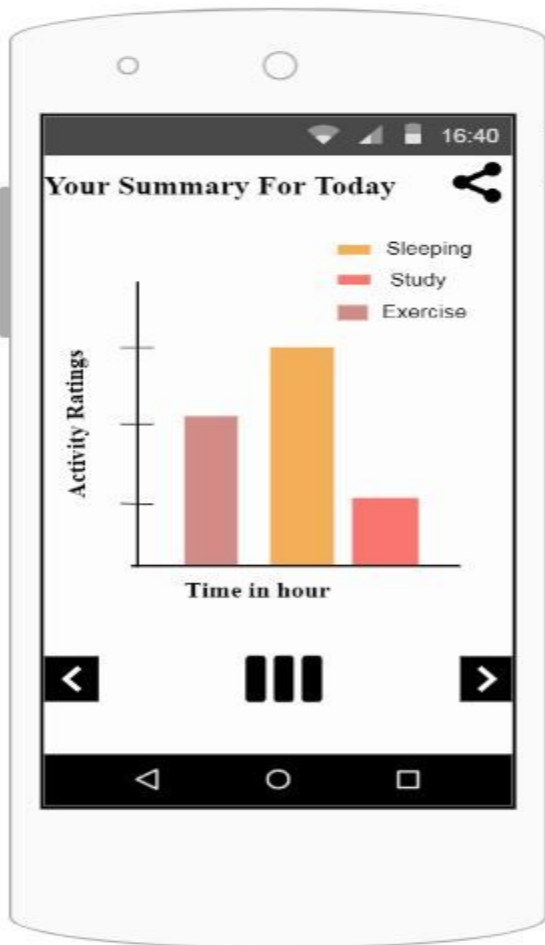 16:40
Your Summary For Today
Sleeping
Study
Exercise
Activity Ratings
Time in hour